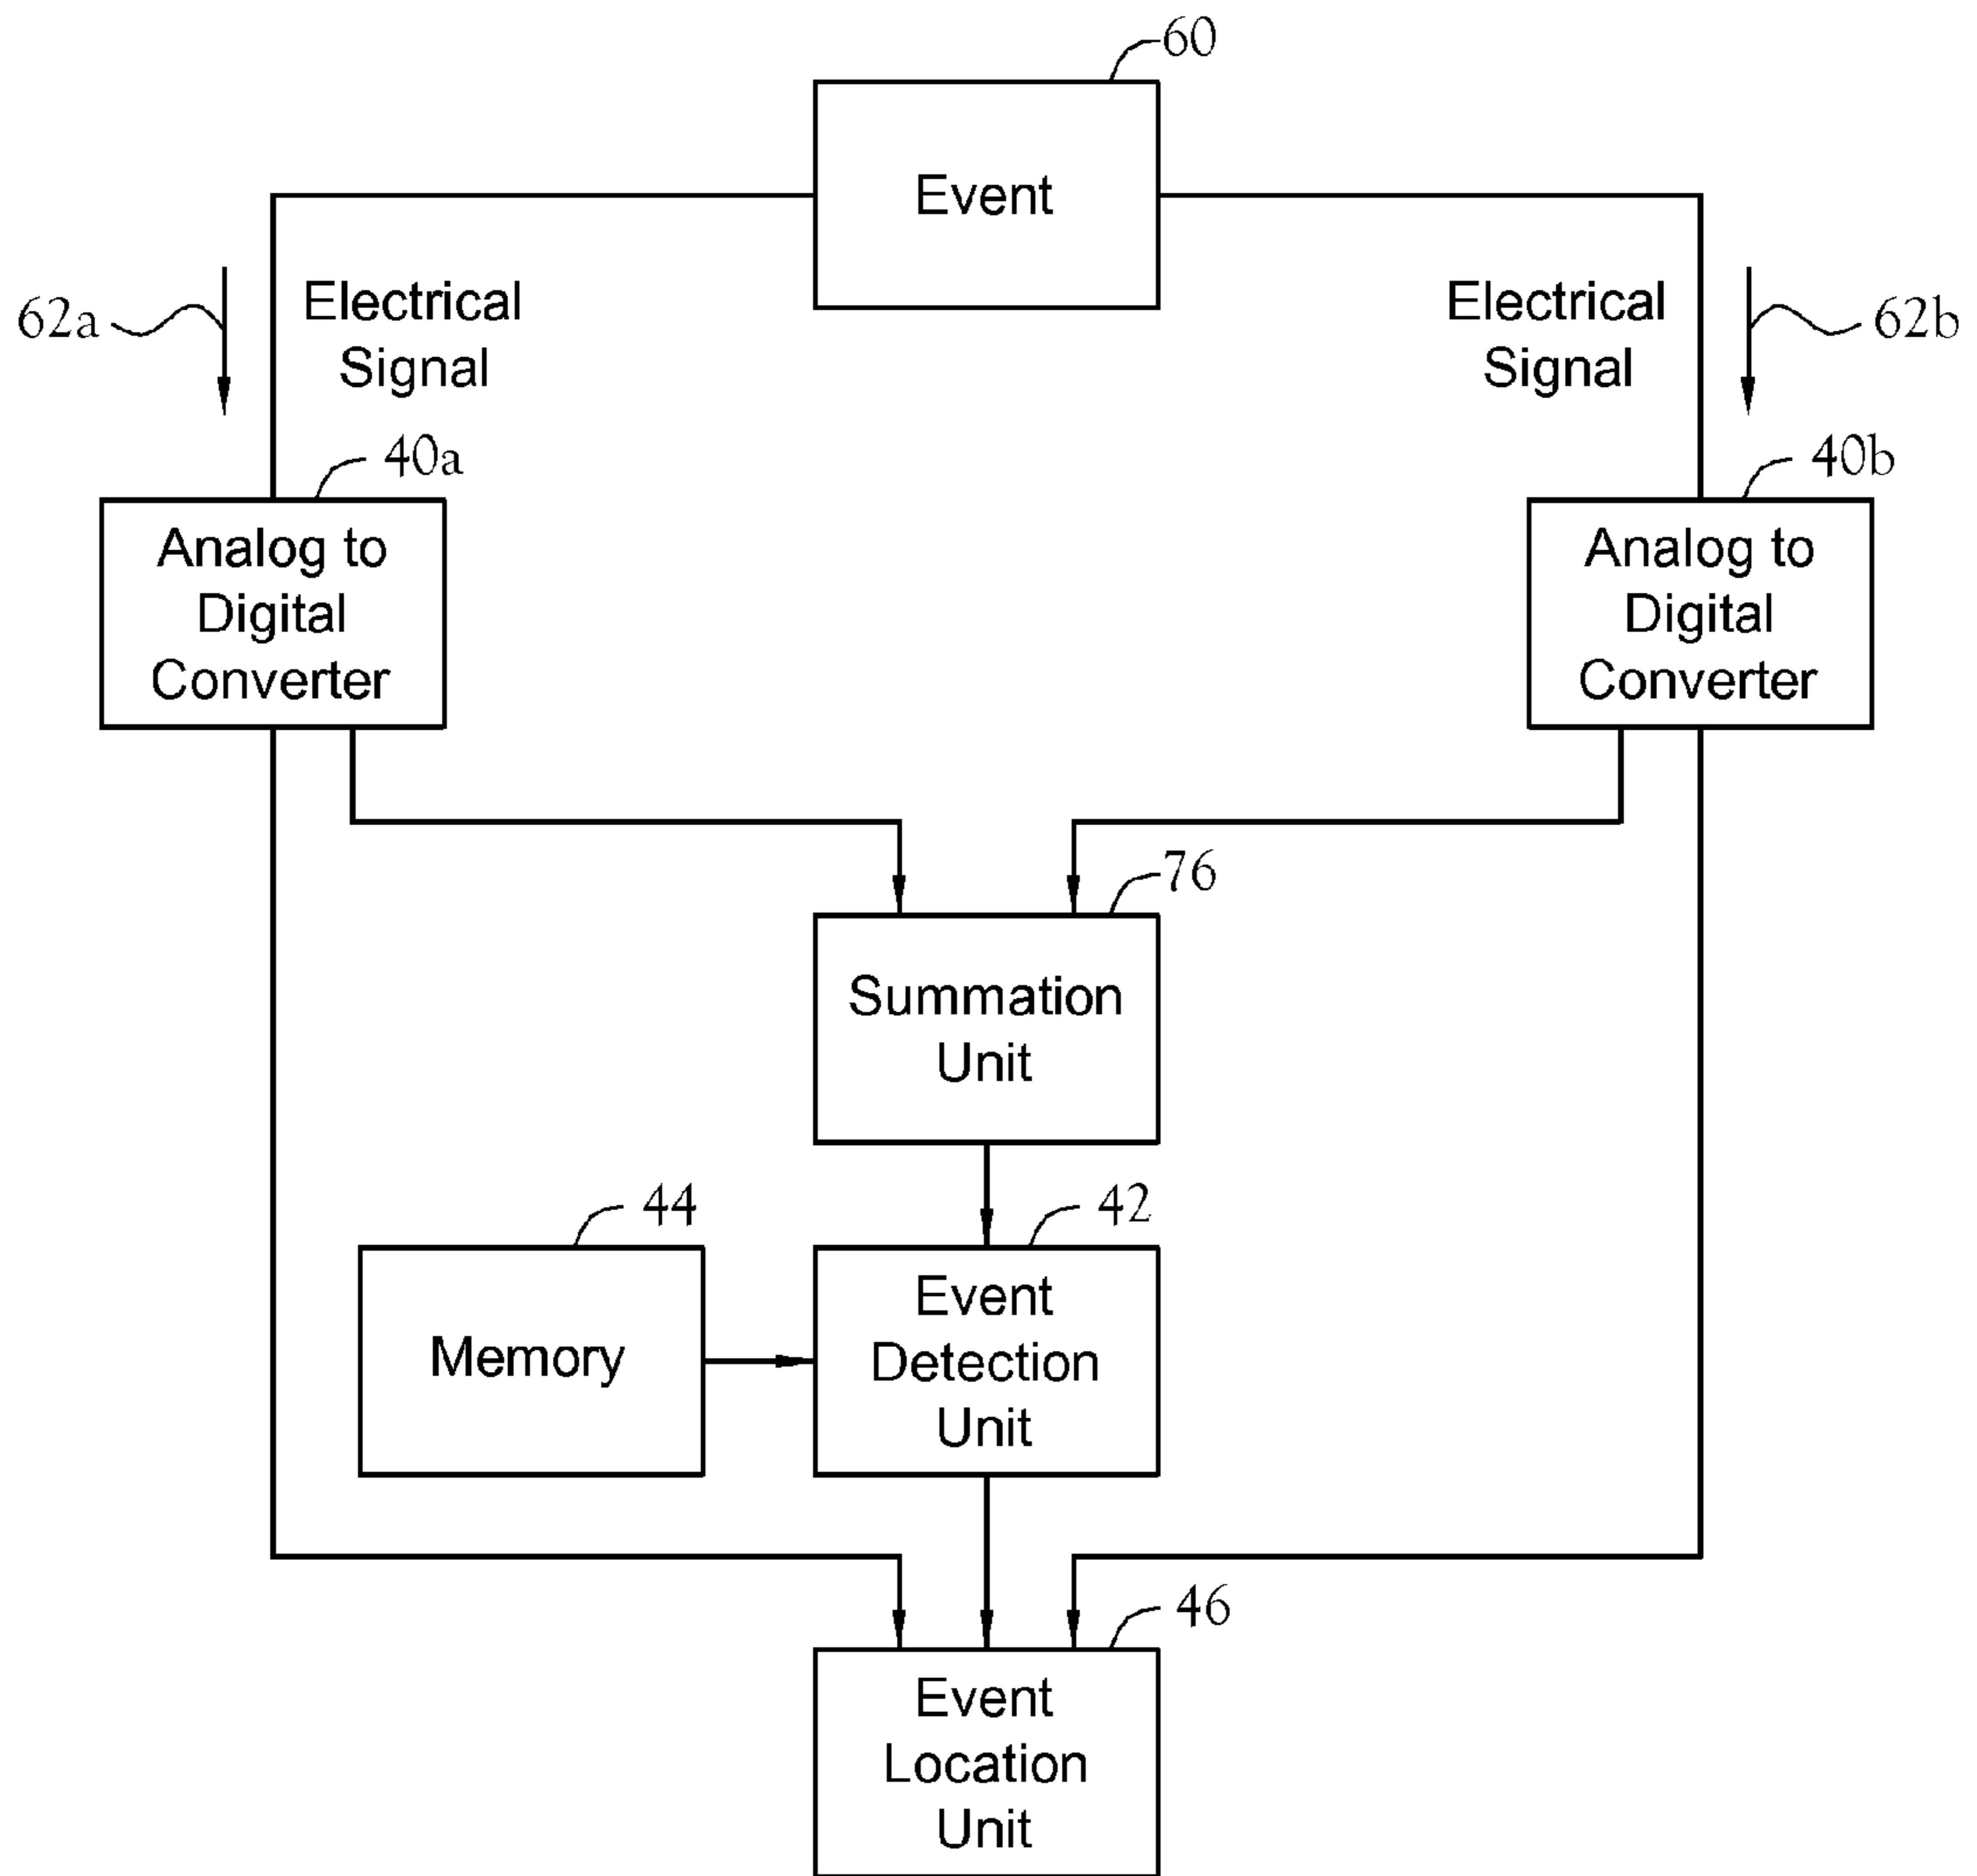 60
Event
62a
Electrical
Signal
Electrical
Signal
62b
40a
40b
Analog to
Digital
Converter
Analog to
Digital
Converter
76
Summation
Unit
44
42
Memory
Event
Detection
Unit
46
Event
Location
Unit